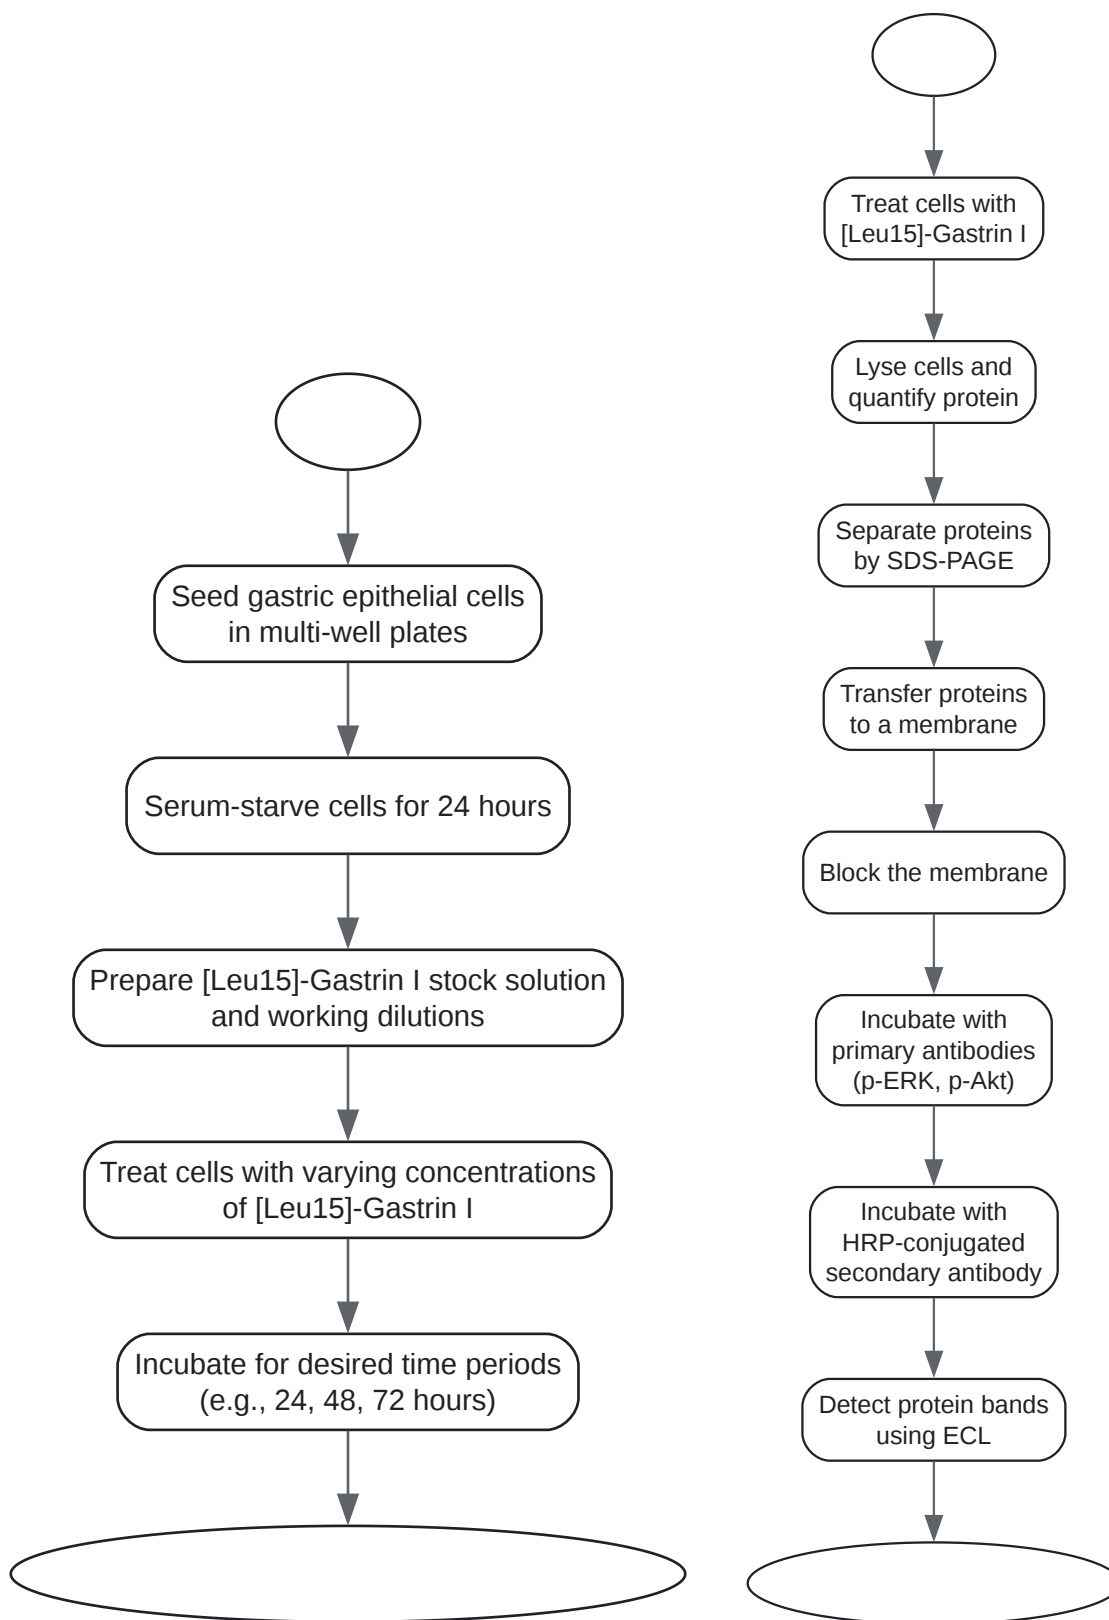 Seed gastric epithelial cells
in multi-well plates
Serum-starve cells for 24 hours
Prepare [Leu15]-Gastrin I stock solution
and working dilutions
Treat cells with varying concentrations
of [Leu15]-Gastrin I
Incubate for desired time periods
(e.g., 24, 48, 72 hours)
Treat cells with
[Leu15]-Gastrin I
Lyse cells and
quantify protein
Separate proteins
by SDS-PAGE
Transfer proteins
to a membrane
Block the membrane
Incubate with
primary antibodies
(p-ERK, p-Akt)
Incubate with
HRP-conjugated
secondary antibody
Detect protein bands
using ECL